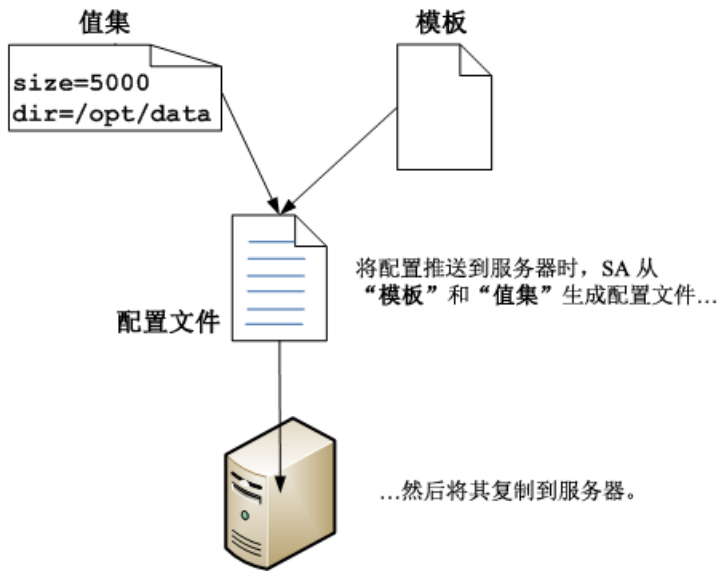 值集
模板
size=5000
dir=/opt/data
将配置推送到服务器时，SA 从
“模板”和“值集”生成配置文件…
配置文件
…然后将其复制到服务器。